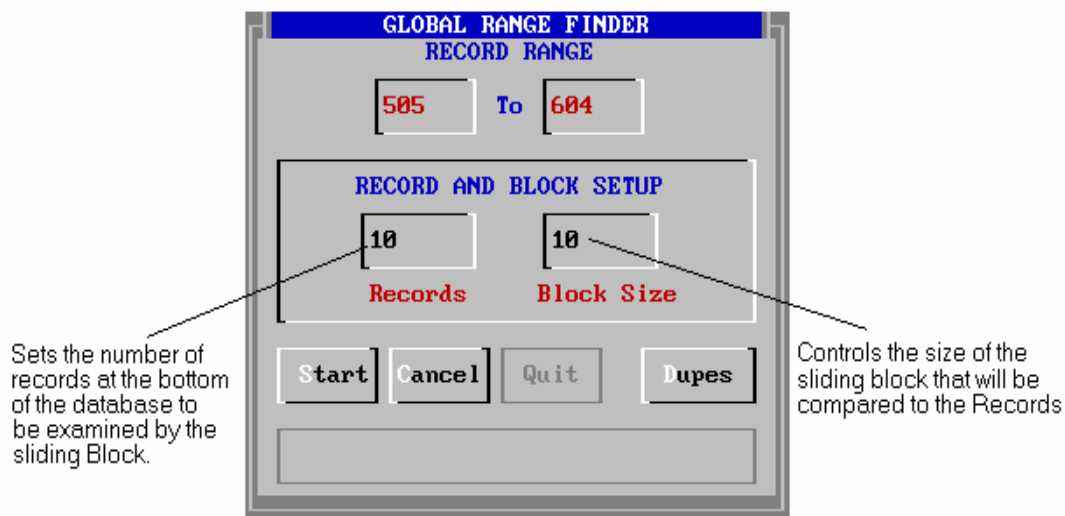 GLOBAL RANGE FINDER
RECORD RANGE
505 To 604
RECORD AND BLOCK SETUP
10 10
Records Block Size
Start Cancel Quit Dupes
Sets the number of
records at the bottom
of the database to
be examined by the
sliding Block.
Controls the size of the
sliding block that will be
compared to the Records